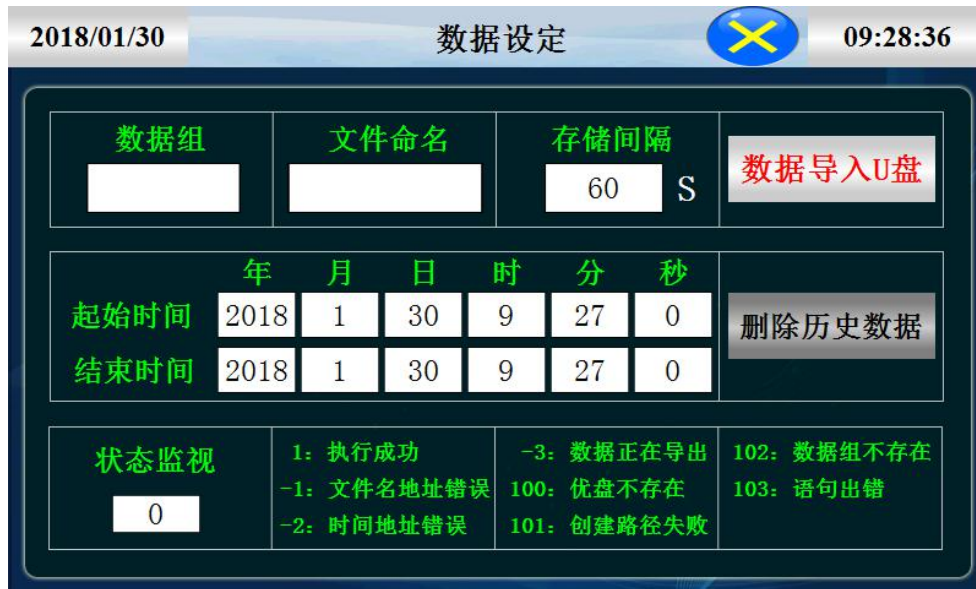 2018/01/30 数据设定 09:28:36
数据组 文件命名 存储间隔
60 S 数据导入U盘
年 月 日 时 分 秒
起始时间 2018 1 30 9 27 0
删除历史数据
结束时间 2018 1 30 9 27 0
状态监视
0
1: 执行成功
-1: 文件名地址错误
-2: 时间地址错误
-3: 数据正在导出
100: 优盘不存在
101: 创建路径失败
102: 数据组不存在
103: 语句出错